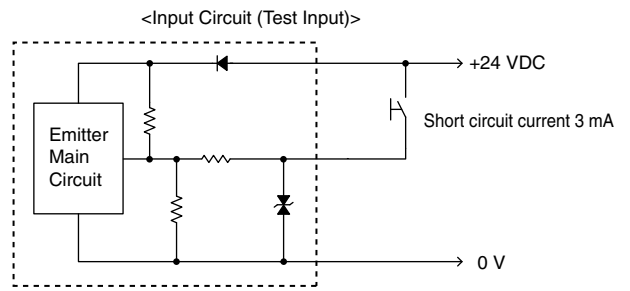 <Input Circuit (Test Input)>
+24 VDC
Short circuit current 3 mA
Emitter
Main
Circuit
0 V